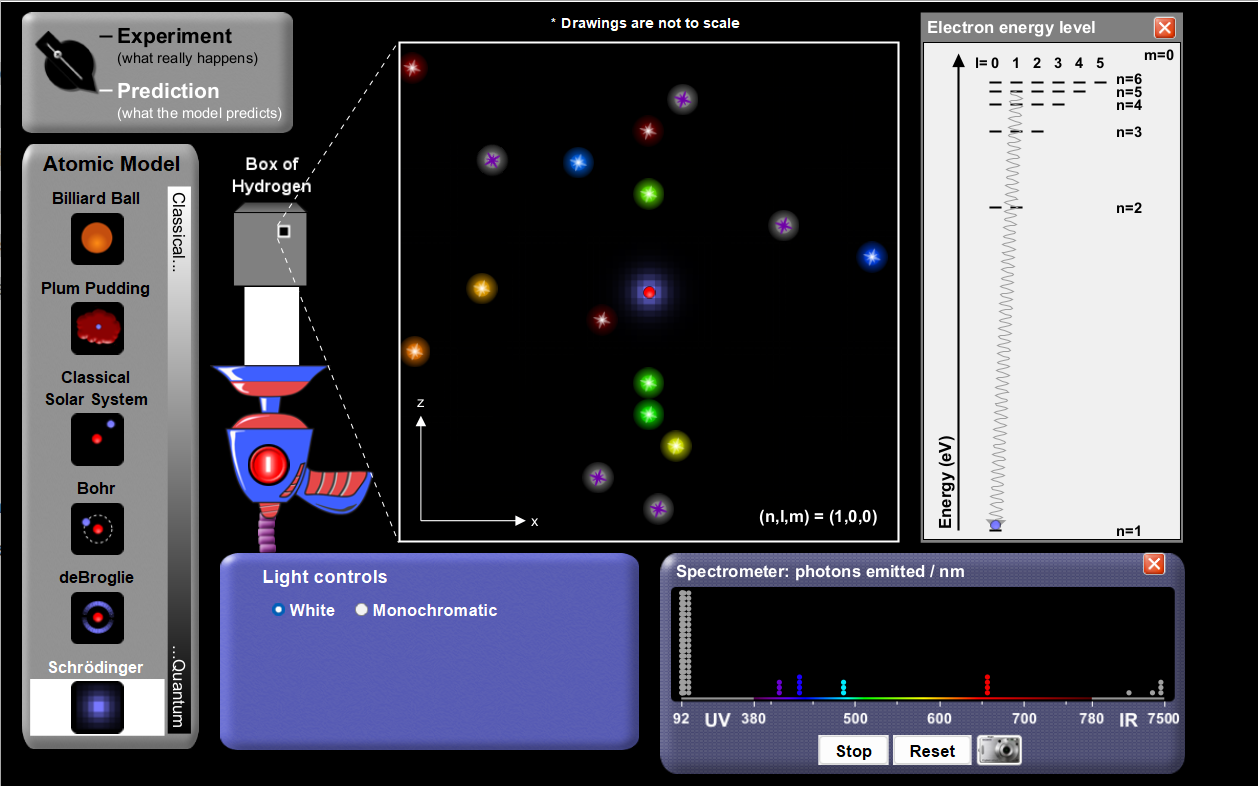 * Drawings are not to scale
Experiment
(what really happens)
Prediction
(what the model predicts)
Atomic Model
Billiard Ball
Plum Pudding
Classical
Solar System
Bohr
deBroglie
Schrödinger
Classical...
...Quantum
Box of
Hydrogen
z
x
(n,l,m) = (1,0,0)
Electron energy level
m=0
l= 0 1 2 3 4 5
n=6
n=5
n=4
n=3
n=2
n=1
Energy (eV)
Light controls
White Monochromatic
Spectrometer: photons emitted / nm
92 UV 380 500 600 700 780 IR 7500
Stop Reset